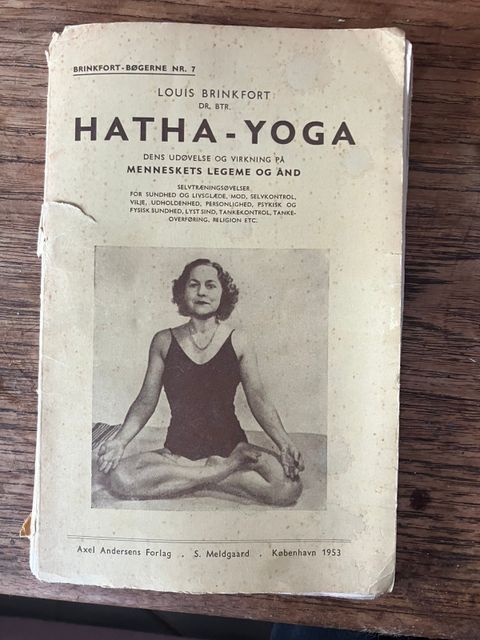 BRINKFORT-BØGERNE NR. 7
LOUIS BRINKFORT
DR. BTR.
HATHA-YOGA
DENS UDØVELSE OG VIRKNING PÅ
MENNESKETS LEGEME OG ÅND
SELVTRÆNINGSØVELSER
FOR SUNDHED OG LIVSGLÆDE, MOD, SELVKONTROL,
VILJE, UDHOLDENHED, PERSONLIGHED, PSYKISK OG
FYSISK SUNDHED, LYST SIND, TANKEKONTROL, TANKE-
OVERFØRING, RELIGION ETC.
Axel Andersens Forlag . S. Meldgaard . København 1953